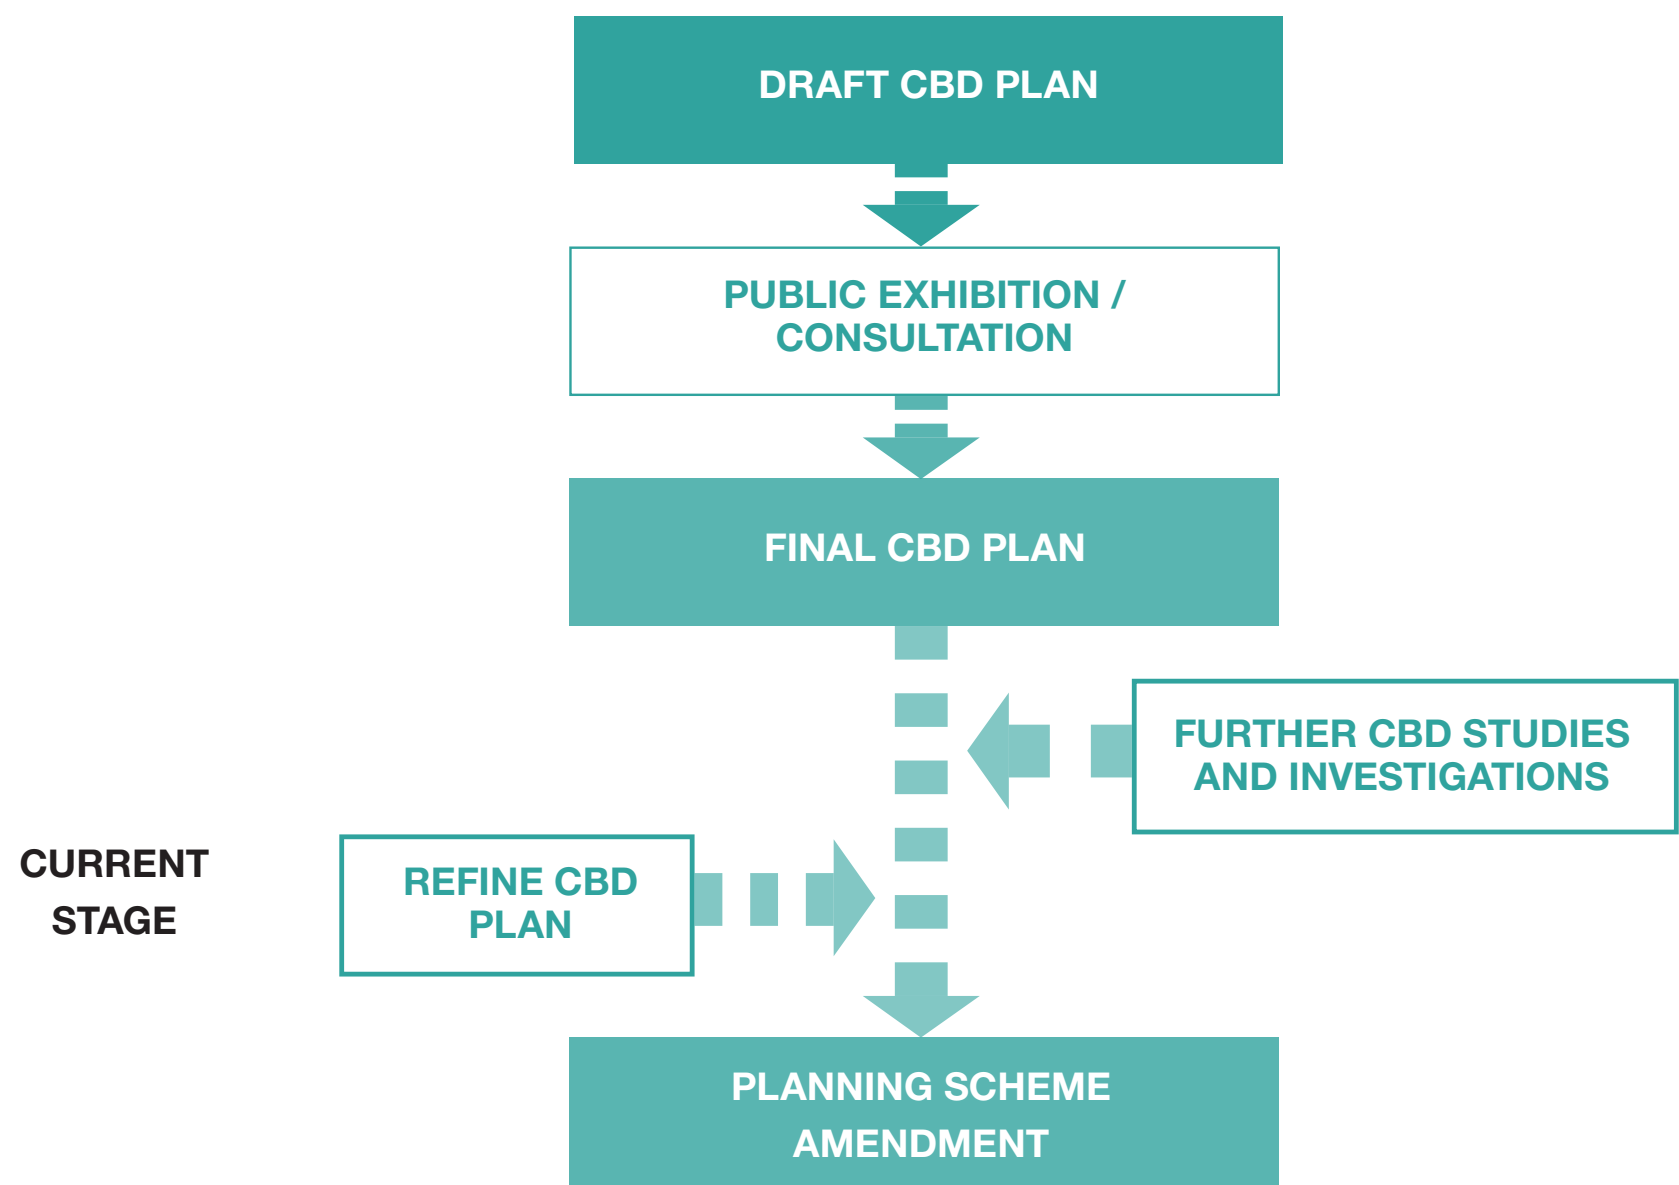 DRAFT CBD PLAN
PUBLIC EXHIBITION /
CONSULTATION
FINAL CBD PLAN
FURTHER CBD STUDIES
AND INVESTIGATIONS
CURRENT
STAGE
REFINE CBD
PLAN
PLANNING SCHEME
AMENDMENT